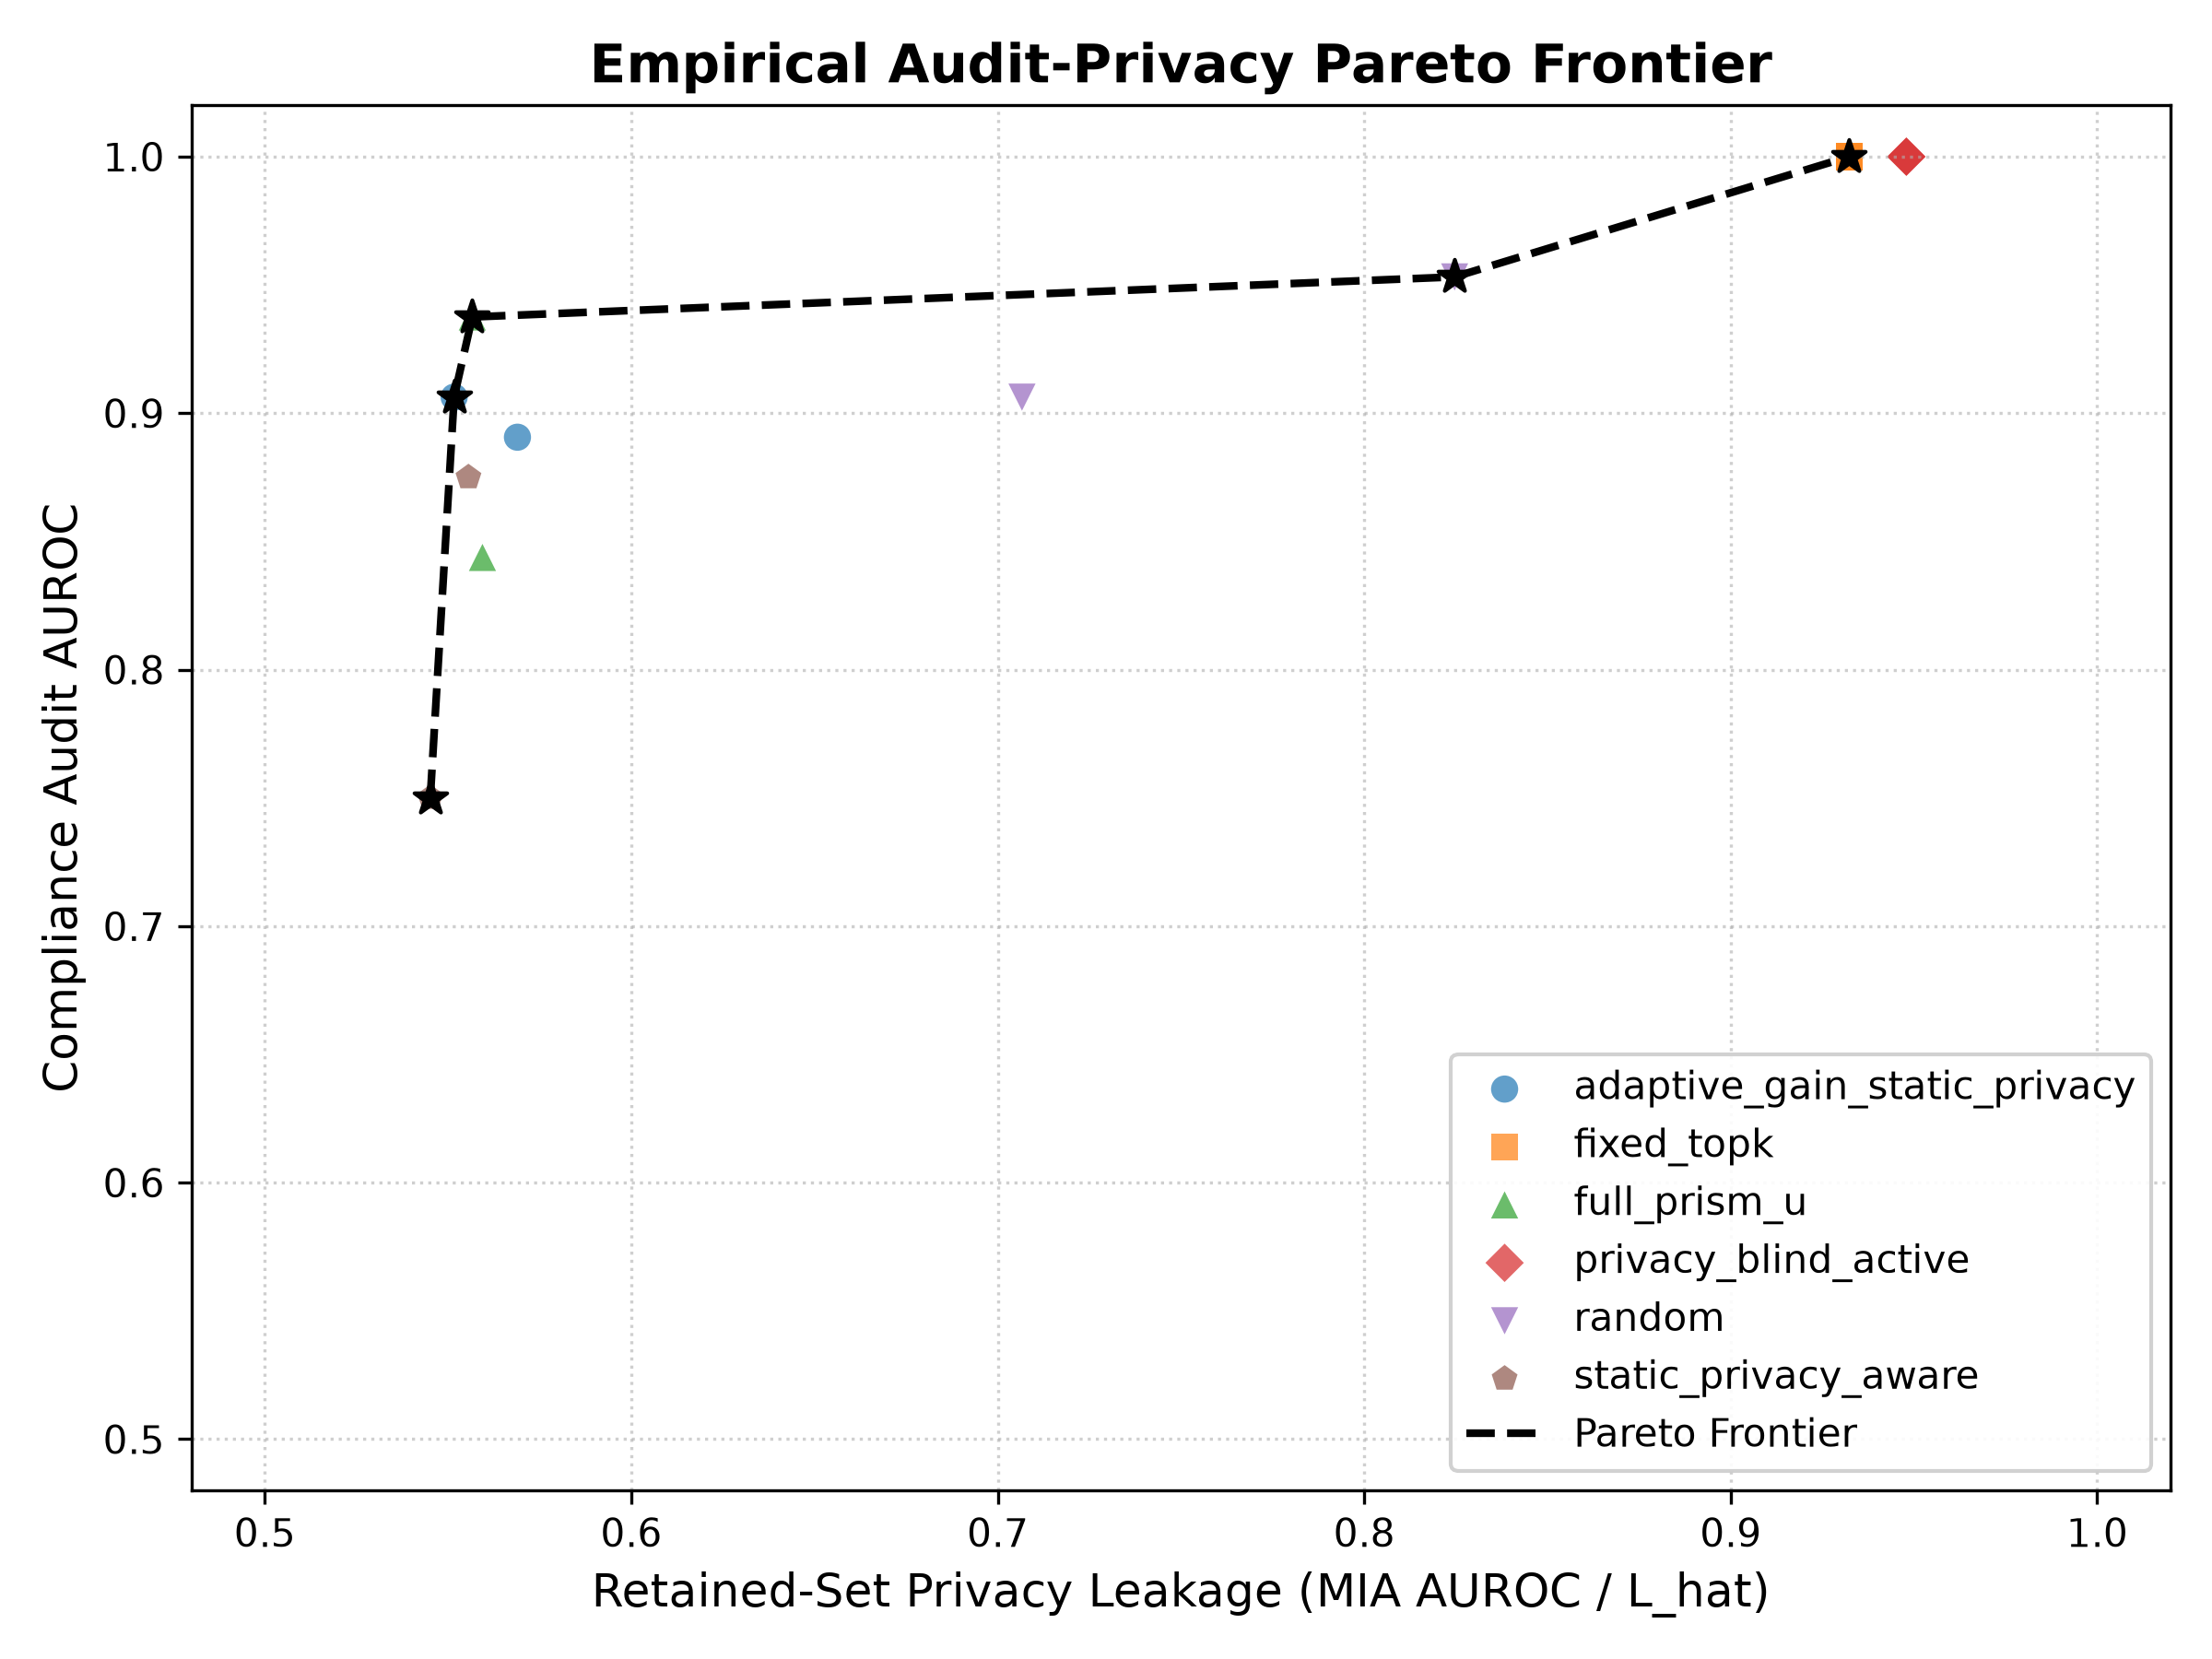 Empirical Audit-Privacy Pareto Frontier
Compliance Audit AUROC
1.0
0.9
0.8
0.7
0.6
0.5
adaptive_gain_static_privacy
fixed_topk
full_prism_u
privacy_blind_active
random
static_privacy_aware
Pareto Frontier
0.5 0.6 0.7 0.8 0.9 1.0
Retained-Set Privacy Leakage (MIA AUROC / L_hat)